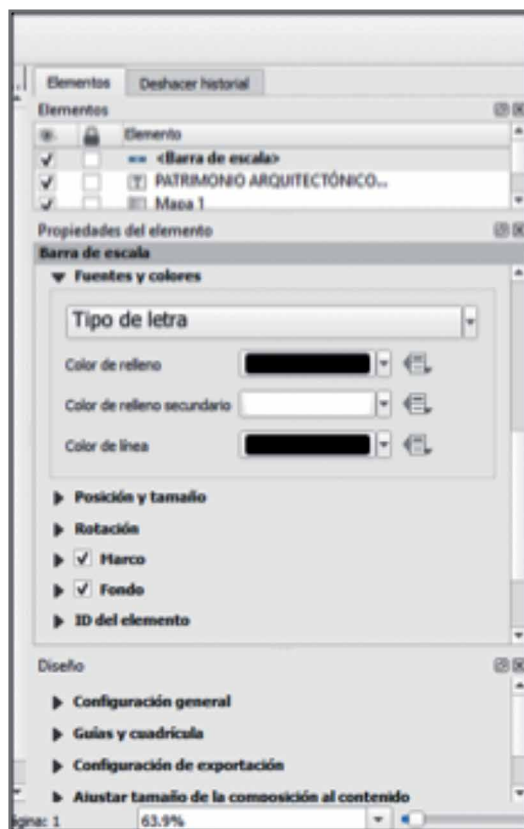 Elementos Deshacer historial
Elementos
Elemento
<Barra de escala>
PATRIMONIO ARQUITECTÓNICO...
Mapa 1
Propiedades del elemento
Barra de escala
Fuentes y colores
Tipo de letra
Color de relleno
Color de relleno secundario
Color de línea
Posición y tamaño
Rotación
Marco
Fondo
ID del elemento
Diseño
Configuración general
Guías y cuadrícula
Configuración de exportación
Ajustar tamaño de la composición al contenido
ágina: 1 63.9%